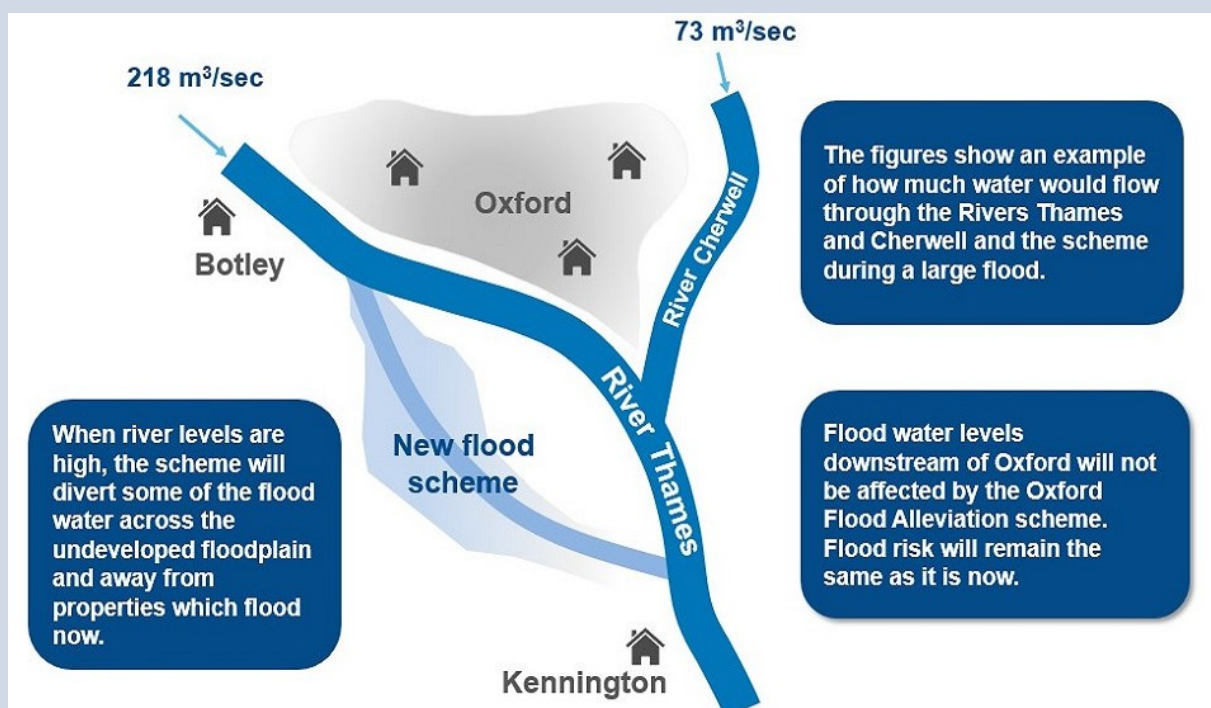 73 m³/sec
218 m³/sec
Oxford
Botley
River Cherwell
River Thames
New flood
scheme
Kennington
The figures show an example
of how much water would flow
through the Rivers Thames
and Cherwell and the scheme
during a large flood.
When river levels are
high, the scheme will
divert some of the flood
water across the
undeveloped floodplain
and away from
properties which flood
now.
Flood water levels
downstream of Oxford will not
be affected by the Oxford
Flood Alleviation scheme.
Flood risk will remain the
same as it is now.